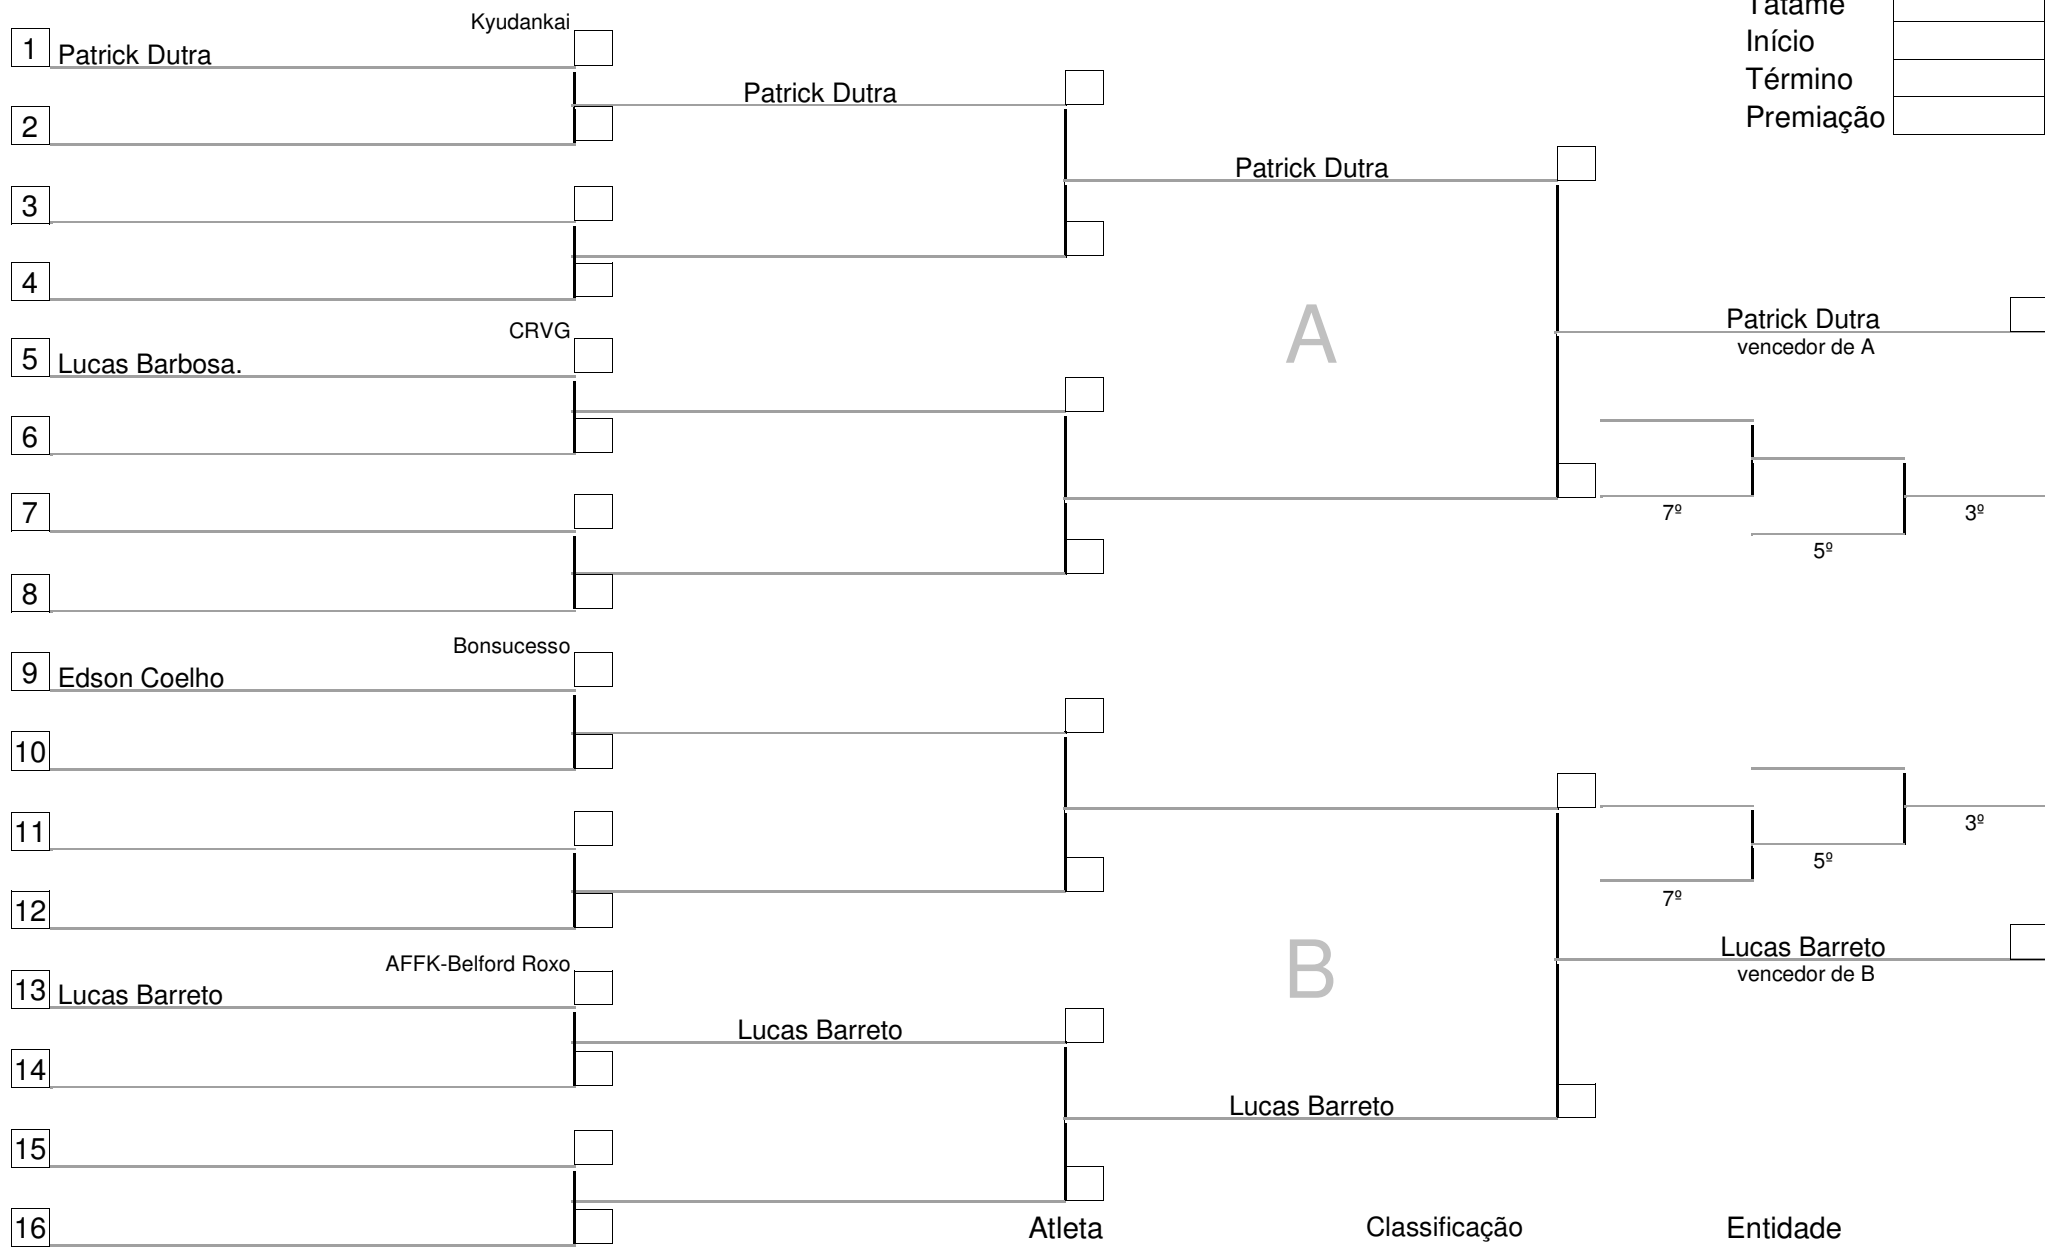 Tatame
Kyudankai
1 Patrick Dutra
Início
Término
Patrick Dutra
2
Premiação
Patrick Dutra
3
4
Patrick Dutra
CRVG
A
vencedor de A
5 Lucas Barbosa.
6
7
7º
3º
5º
8
Bonsucesso
9 Edson Coelho
10
11
3º
5º
7º
12
Lucas Barreto
AFFK-Belford Roxo
B
vencedor de B
13 Lucas Barreto
Lucas Barreto
14
Lucas Barreto
15
16
Atleta Classificação Entidade